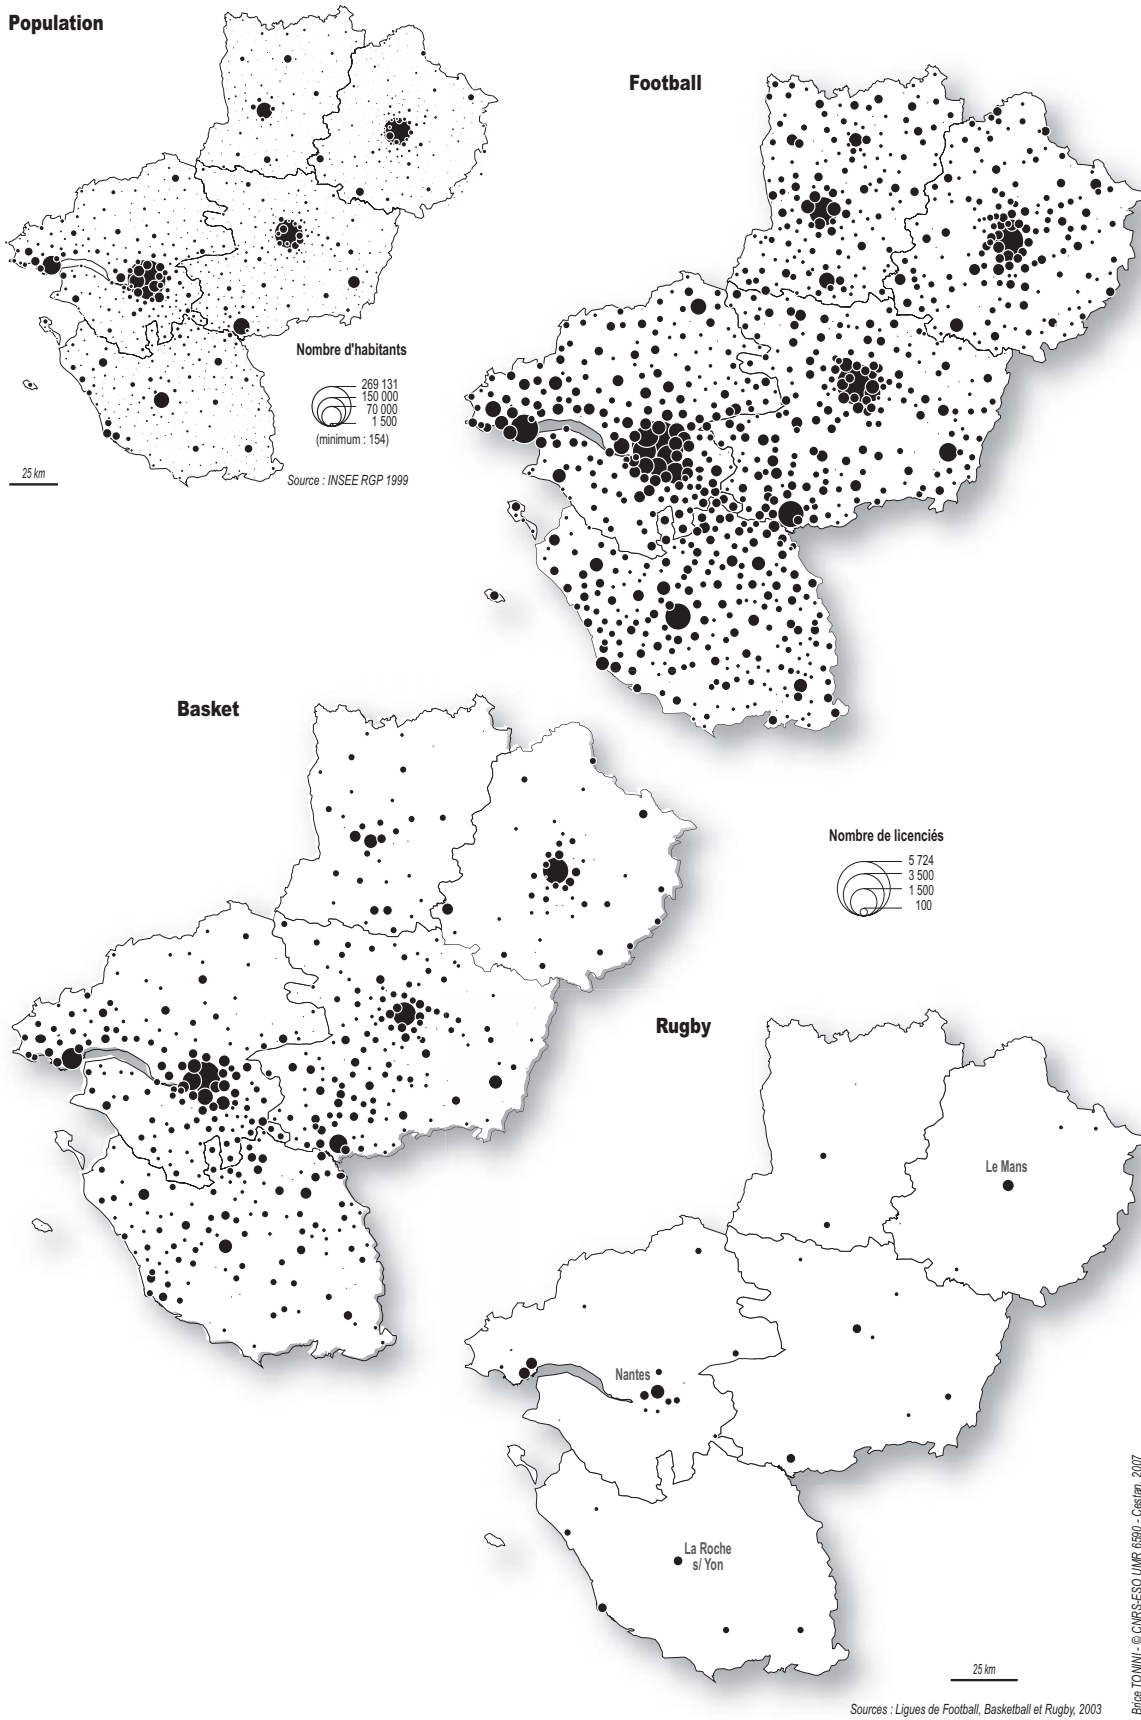 Population
Football
Nombre d'habitants
269 131
150 000
70 000
1 500
(minimum : 154)
25 km
Source : INSEE RGP 1999
Basket
Nombre de licenciés
5 724
3 500
1 500
100
Rugby
Le Mans
Nantes
La Roche
s/ Yon
25 km
Sources : Ligues de Football, Basketball et Rugby, 2003
Brice TONINI - © CNRS-ESO UMR 6590 - Cestan, 2007